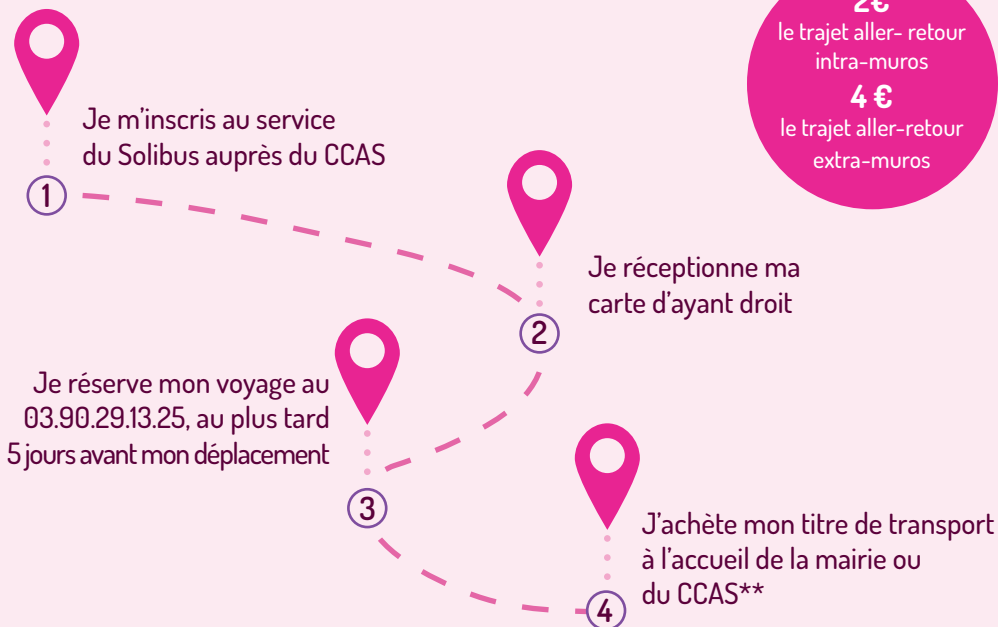 2€
le trajet aller- retour
intra-muros
4 €
le trajet aller-retour
extra-muros
Je m’inscris au service
du Solibus auprès du CCAS
1
Je réceptionne ma
carte d’ayant droit
2
Je réserve mon voyage au
03.90.29.13.25, au plus tard
5 jours avant mon déplacement
3
J’achète mon titre de transport
à l’accueil de la mairie ou
du CCAS**
4